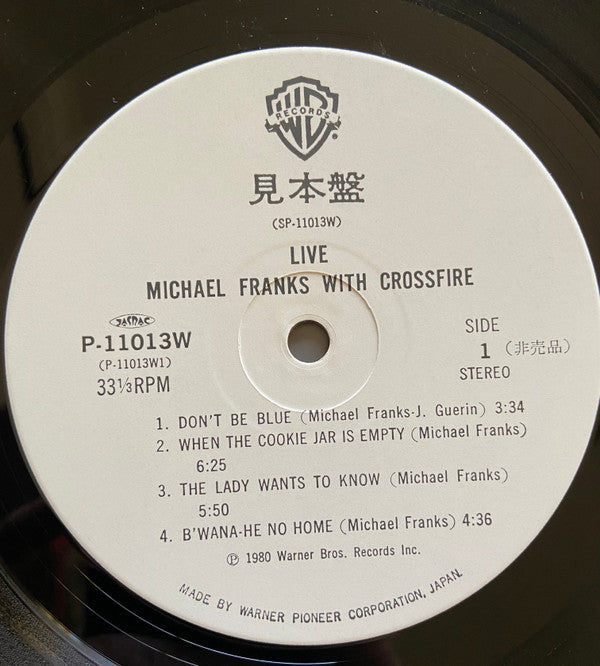 WB
RECORDS
®
見本盤
(SP-11013W)
LIVE
MICHAEL FRANKS WITH CROSSFIRE
JASRAC
P-11013W
(P-11013W1)
33⅓RPM
SIDE
1 (非売品)
STEREO
1. DON'T BE BLUE (Michael Franks-J. Guerin) 3:34
2. WHEN THE COOKIE JAR IS EMPTY (Michael Franks)
6:25
3. THE LADY WANTS TO KNOW (Michael Franks)
5:50
4. B'WANA-HE NO HOME (Michael Franks) 4:36
℗ 1980 Warner Bros. Records Inc.
MADE BY WARNER PIONEER CORPORATION, JAPAN.